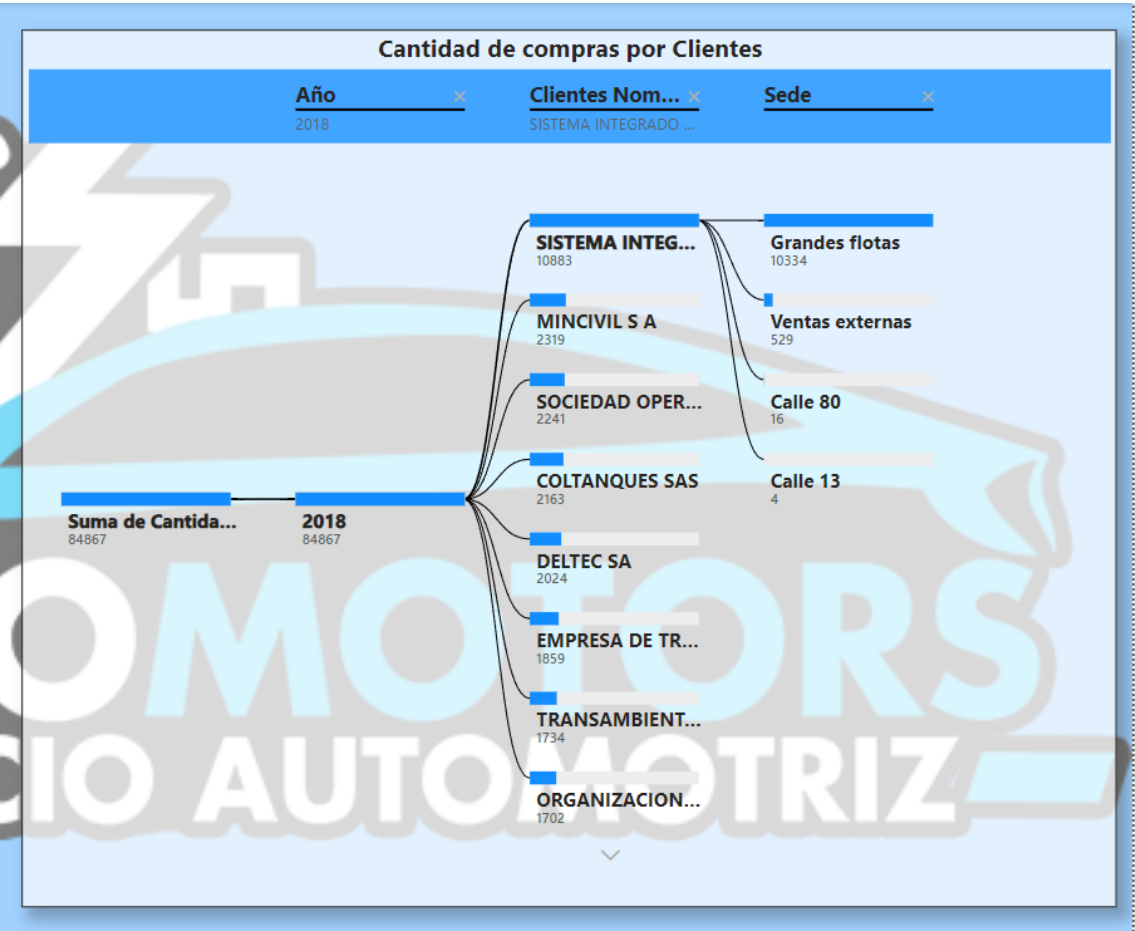 Cantidad de compras por Clientes
Año
2018
Clientes Nom...
SISTEMA INTEGRADO ...
Sede
Suma de Cantida...
84867
2018
84867
SISTEMA INTEG...
10883
MINCIVIL S A
2319
SOCIEDAD OPER...
2241
COLTANQUES SAS
2163
DELTEC SA
2024
EMPRESA DE TR...
1859
TRANSAMBIENT...
1734
ORGANIZACION...
1702
Grandes flotas
10334
Ventas externas
529
Calle 80
16
Calle 13
4
OMOTORS
CIO AUTOMOTRIZ